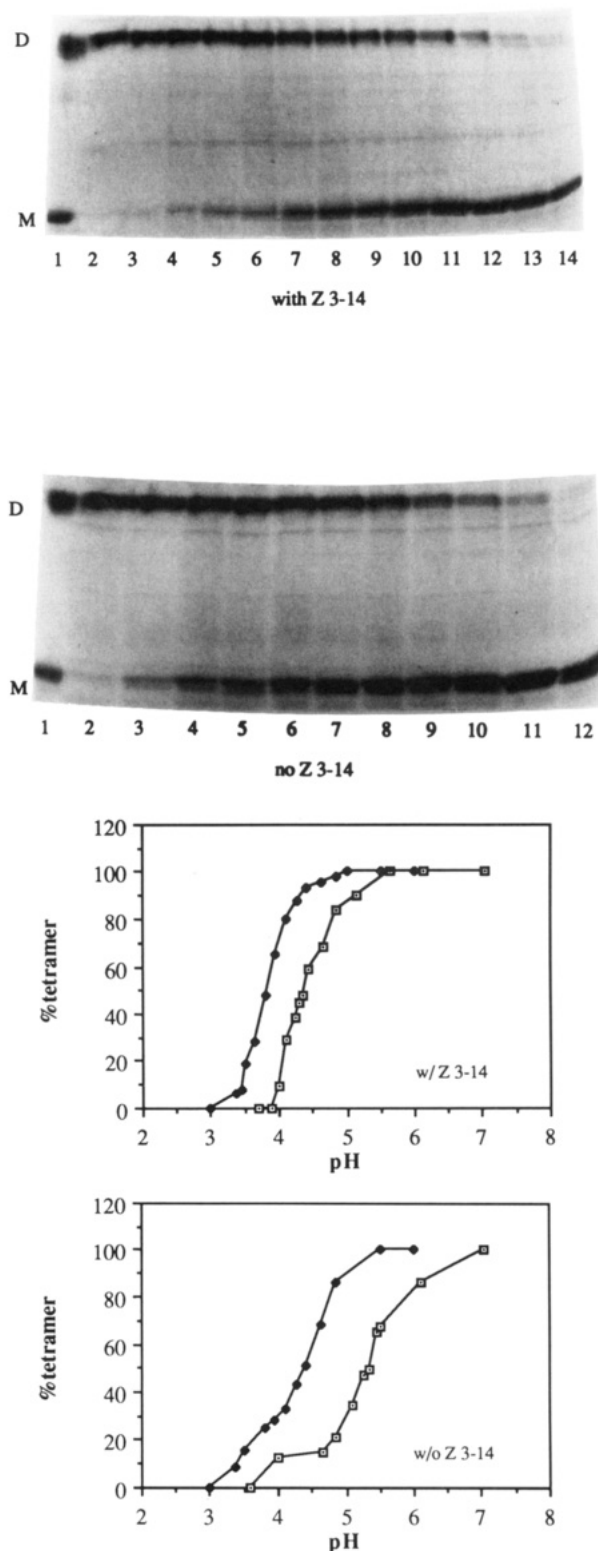 D
M
1 2 3 4 5 6 7 8 9 10 11 12 13 14
with Z 3-14
D
M
1 2 3 4 5 6 7 8 9 10 11 12
no Z 3-14
120
100
80
60
40
20
0
%tetramer
w/ Z 3-14
2 3 4 5 6 7 8
pH
120
100
80
60
40
20
0
%tetramer
w/o Z 3-14
2 3 4 5 6 7 8
pH